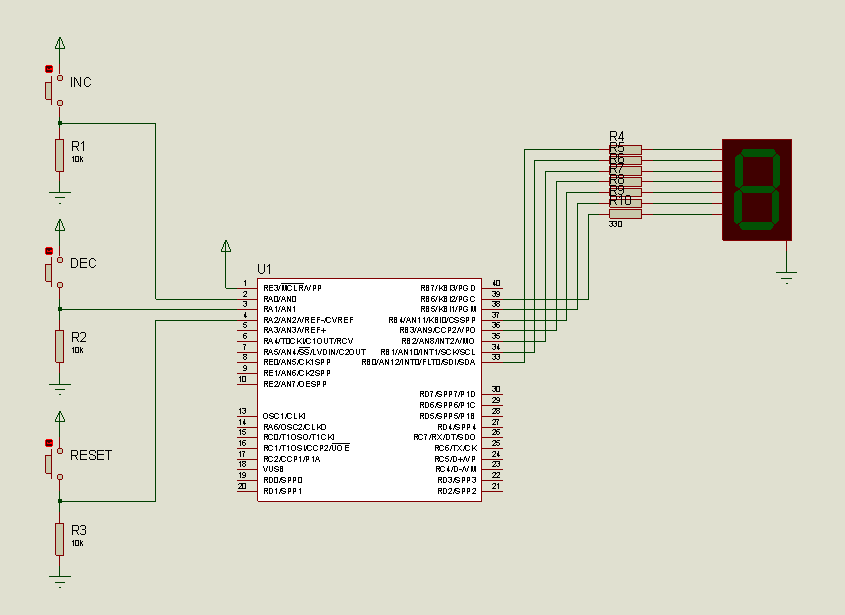 INC
R1
10k
DEC
R2
10k
RESET
R3
10k
R4
R5
R6
R7
R8
R9
R10
330
U1
1 RE3/MCLR/VPP
2 RA0/AN0
3 RA1/AN1
4 RA2/AN2/VREF-/CVREF
5 RA3/AN3/VREF+
6 RA4/T0CKI/C1OUT/RCV
7 RA5/AN4/SS/LVDIN/C2OUT
8 RE0/AN5/CK1SPP
9 RE1/AN6/CK2SPP
10 RE2/AN7/OESPP
13 OSC1/CLKI
14 RA6/OSC2/CLKO
15 RC0/T1OSO/T1CKI
16 RC1/T1OSI/CCP2/UOE
17 RC2/CCP1/P1A
18 VUSB
19 RD0/SPP0
20 RD1/SPP1
RB7/KBI3/PGD 40
RB6/KBI2/PGC 39
RB5/KBI1/PGM 38
RB4/AN11/KBI0/CSSPP 37
RB3/AN9/CCP2/VPO 36
RB2/AN8/INT2/VMO 35
RB1/AN10/INT1/SCK/SCL 34
RB0/AN12/INT0/FLT0/SDI/SDA 33
RD7/SPP7/P1D 30
RD6/SPP6/P1C 29
RD5/SPP5/P1B 28
RD4/SPP4 27
RC7/RX/DT/SDO 26
RC6/TX/CK 25
RC5/D+/VP 24
RC4/D-/VM 23
RD3/SPP3 22
RD2/SPP2 21